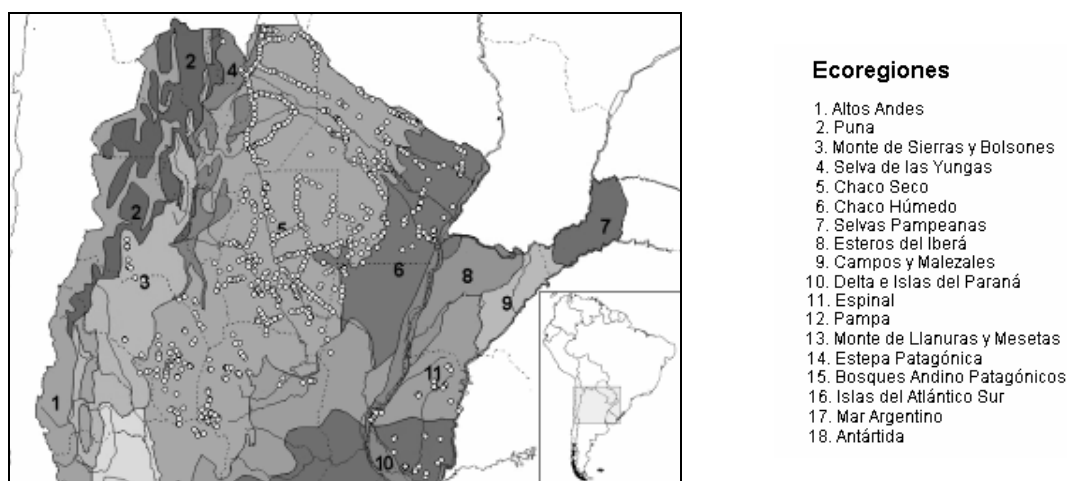 2
4
2
5
7
6
8
3
9
11
1
10
Ecoregiones
1. Altos Andes
2. Puna
3. Monte de Sierras y Bolsones
4. Selva de las Yungas
5. Chaco Seco
6. Chaco Húmedo
7. Selvas Pampeanas
8. Esteros del Iberá
9. Campos y Malezales
10. Delta e Islas del Paraná
11. Espinal
12. Pampa
13. Monte de Llanuras y Mesetas
14. Estepa Patagónica
15. Bosques Andino Patagónicos
16. Islas del Atlántico Sur
17. Mar Argentino
18. Antártida